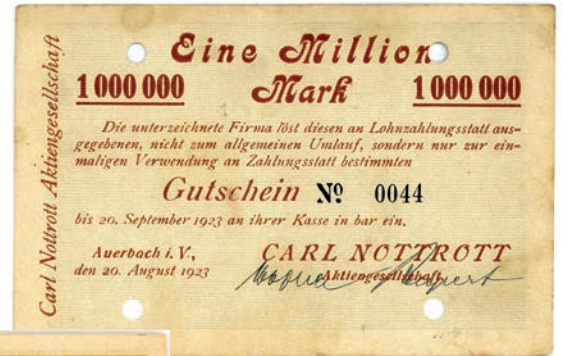 Carl Nottrott Aktiengesellschaft
Eine Million
1 000 000 Mark 1 000 000
Die unterzeichnete Firma löst diesen an Lohnzahlungsstatt aus-
gegebenen, nicht zum allgemeinen Umlauf, sondern nur zur ein-
maligen Verwendung an Zahlungsstatt bestimmten
Gutschein № 0044
bis 20. September 1923 an ihrer Kasse in bar ein.
Auerbach i. V., CARL NOTTROTT
den 20. August 1923 Aktiengesellschaft